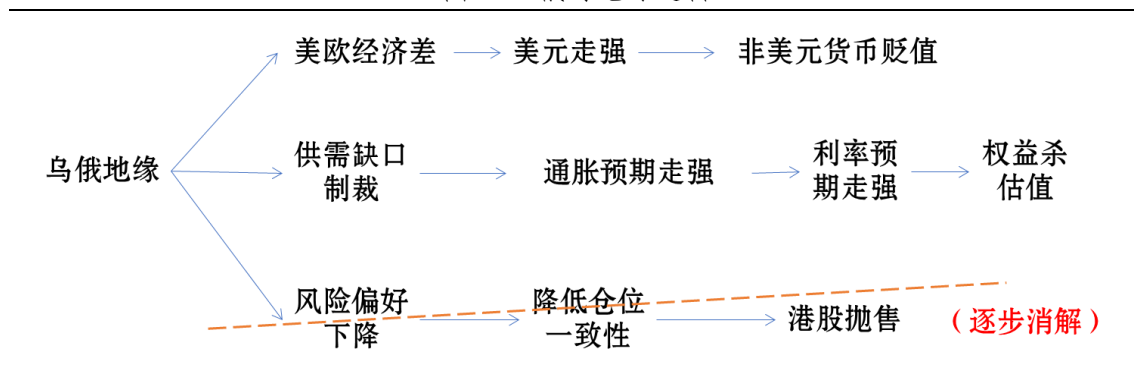 美欧经济差 美元走强 非美元货币贬值
乌俄地缘
供需缺口
制裁
通胀预期走强
利率预
期走强
权益杀
估值
风险偏好
下降
降低仓位
一致性
港股抛售
（逐步消解）